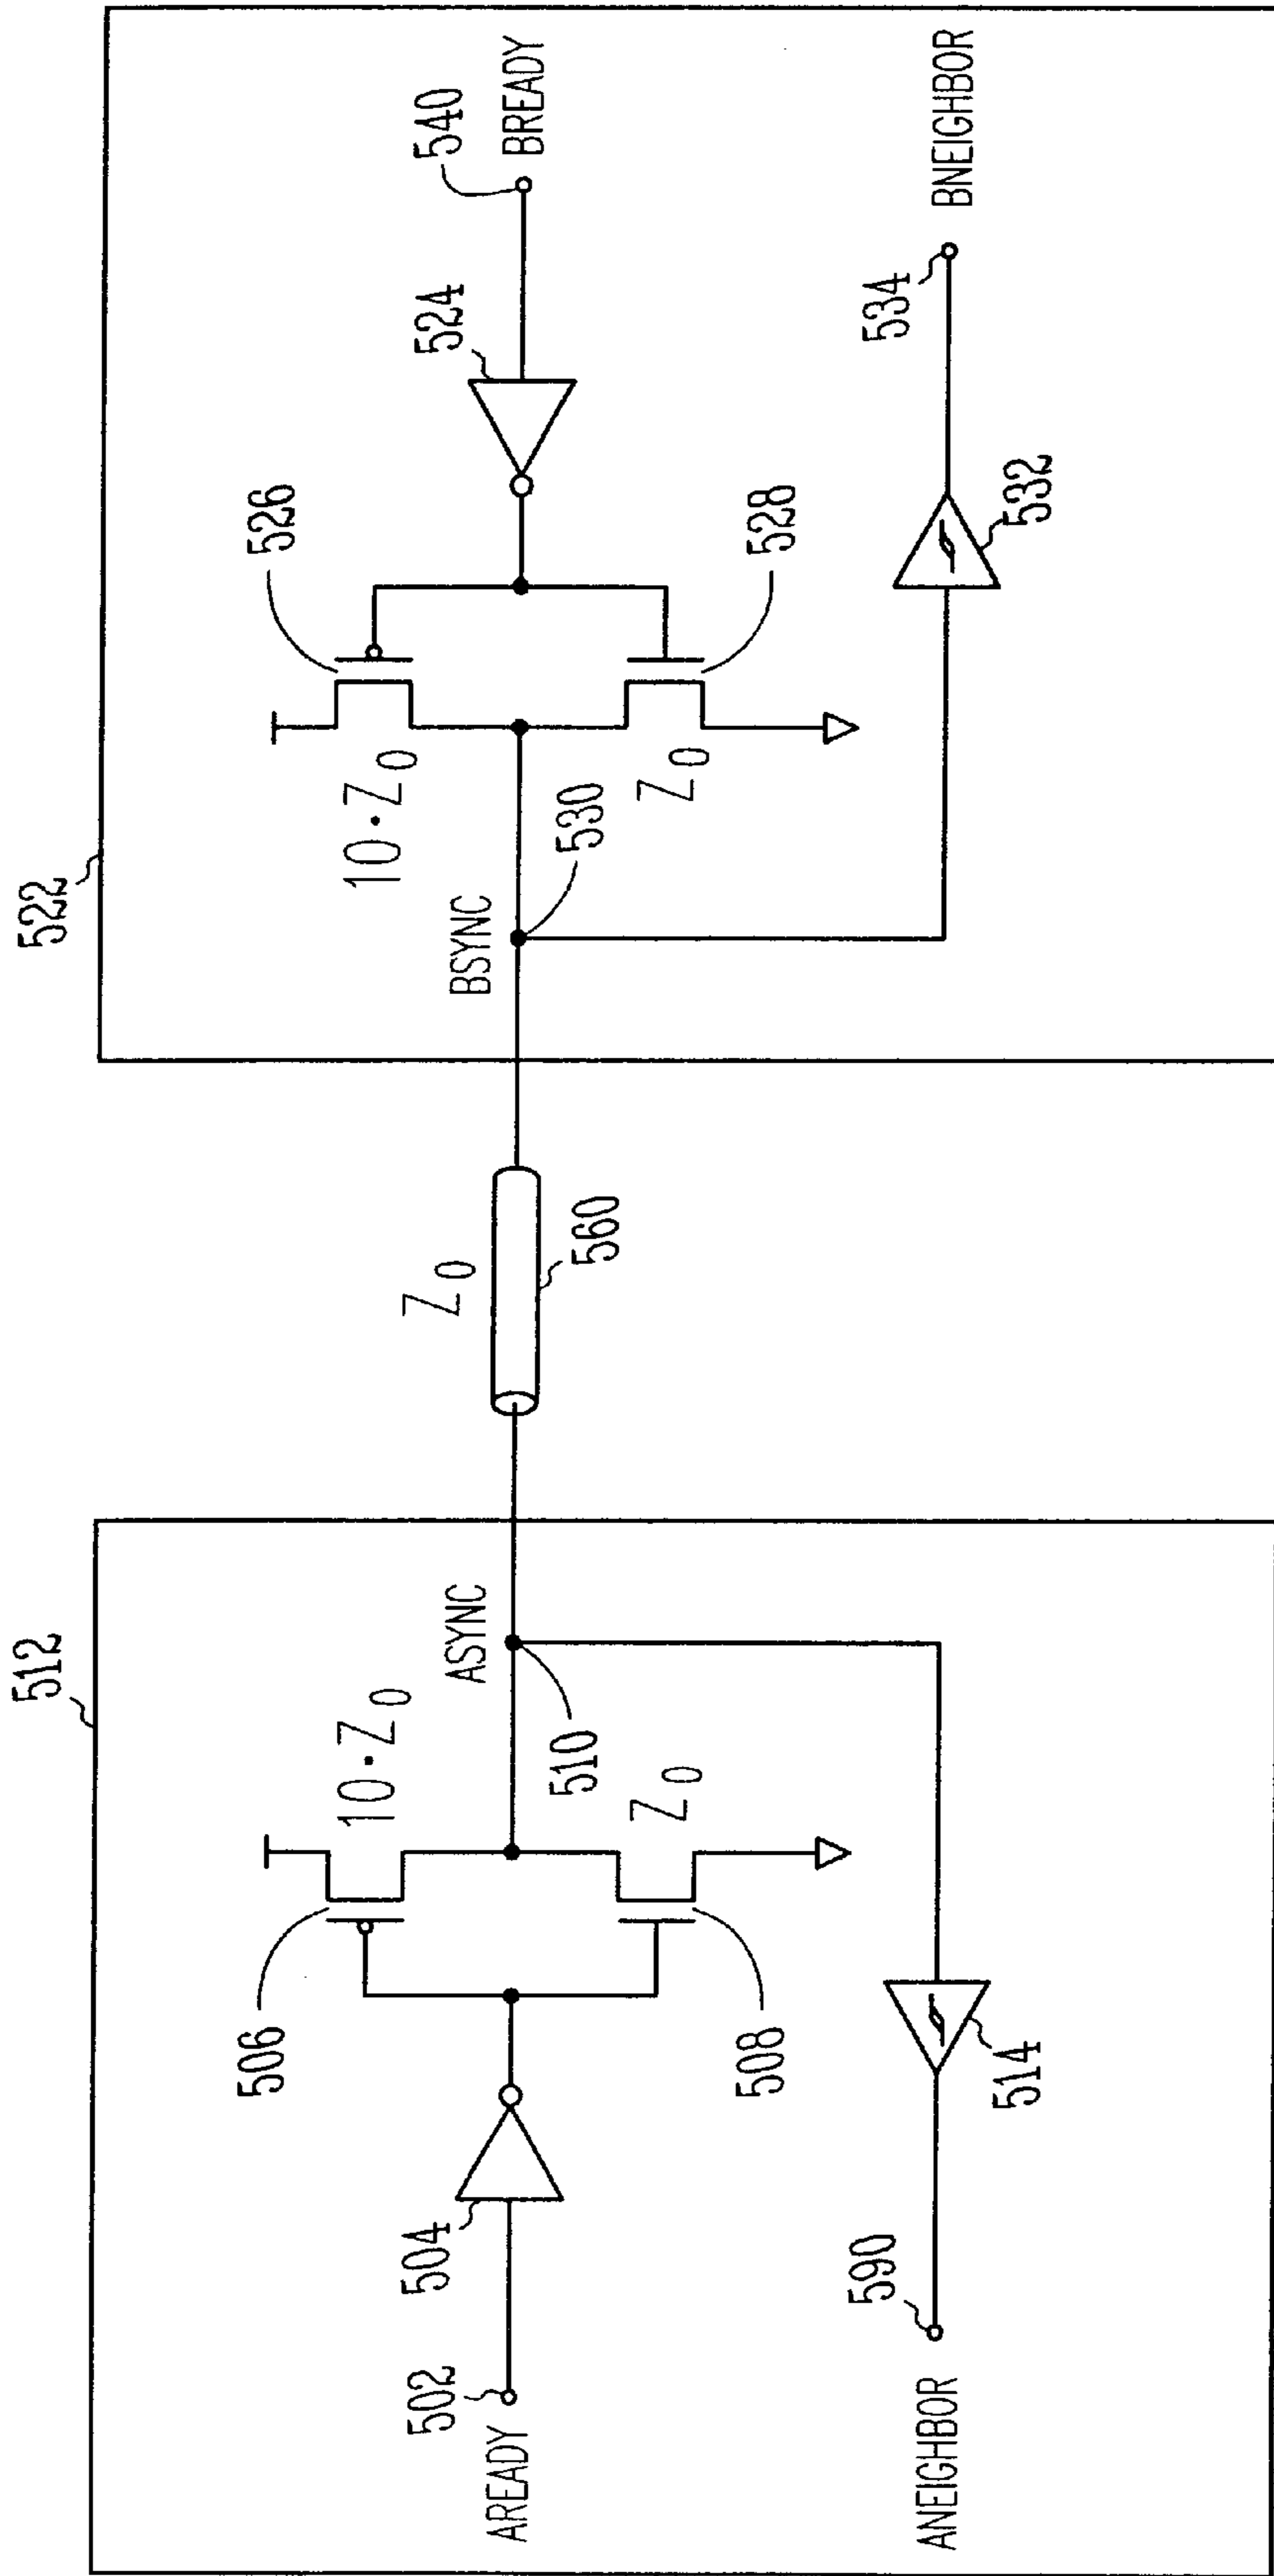 512
506
10·Z₀
ASYNC
AREADY
502
504
508
Z₀
510
ANEIGHBOR
590
514
Z₀
560
522
BSYNC
530
10·Z₀
526
Z₀
528
524
540
BREADY
532
534
BNEIGHBOR